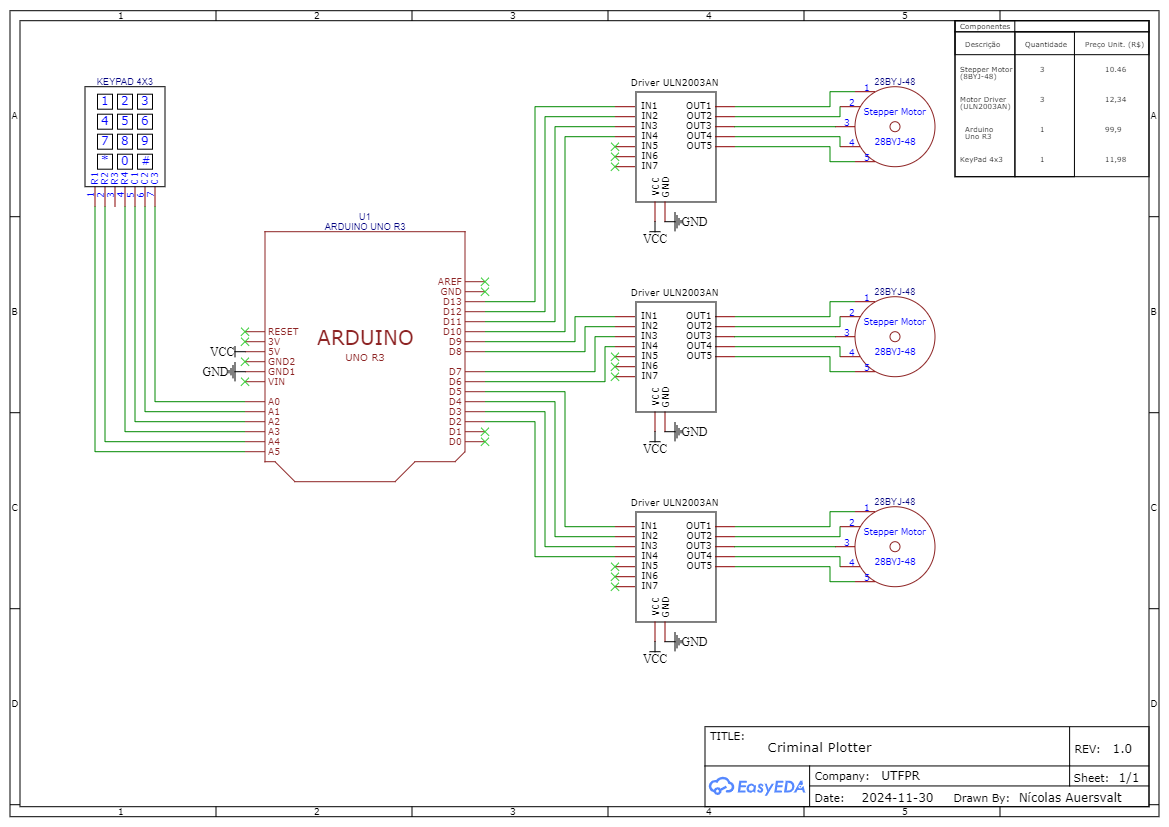 1 2 3 4 5
A
B
C
D
A
B
C
D
1 2 3 4 5
Componentes
Descrição Quantidade Preço Unit. (R$)
Stepper Motor (8BYJ-48) 3 10.46
Motor Driver (ULN2003AN) 3 12,34
Arduino Uno R3 1 99,9
KeyPad 4x3 1 11,98
KEYPAD 4X3
1 2 3
4 5 6
7 8 9
* 0 #
R1 R2 R3 R4 C1 C2 C3
1 2 3 4 5 6 7
U1
ARDUINO UNO R3
ARDUINO
UNO R3
RESET
3V
VCC 5V
GND2
GND GND1
VIN
A0
A1
A2
A3
A4
A5
AREF
GND
D13
D12
D11
D10
D9
D8
D7
D6
D5
D4
D3
D2
D1
D0
Driver ULN2003AN
IN1 OUT1
IN2 OUT2
IN3 OUT3
IN4 OUT4
IN5 OUT5
IN6
IN7
VCC GND
GND
VCC
28BYJ-48
1
2
3
4
5
Stepper Motor
28BYJ-48
Driver ULN2003AN
IN1 OUT1
IN2 OUT2
IN3 OUT3
IN4 OUT4
IN5 OUT5
IN6
IN7
VCC GND
GND
VCC
28BYJ-48
1
2
3
4
5
Stepper Motor
28BYJ-48
Driver ULN2003AN
IN1 OUT1
IN2 OUT2
IN3 OUT3
IN4 OUT4
IN5 OUT5
IN6
IN7
VCC GND
GND
VCC
28BYJ-48
1
2
3
4
5
Stepper Motor
28BYJ-48
TITLE:
Criminal Plotter
REV: 1.0
EasyEDA
Company: UTFPR
Sheet: 1/1
Date: 2024-11-30 Drawn By: Nícolas Auersvalt